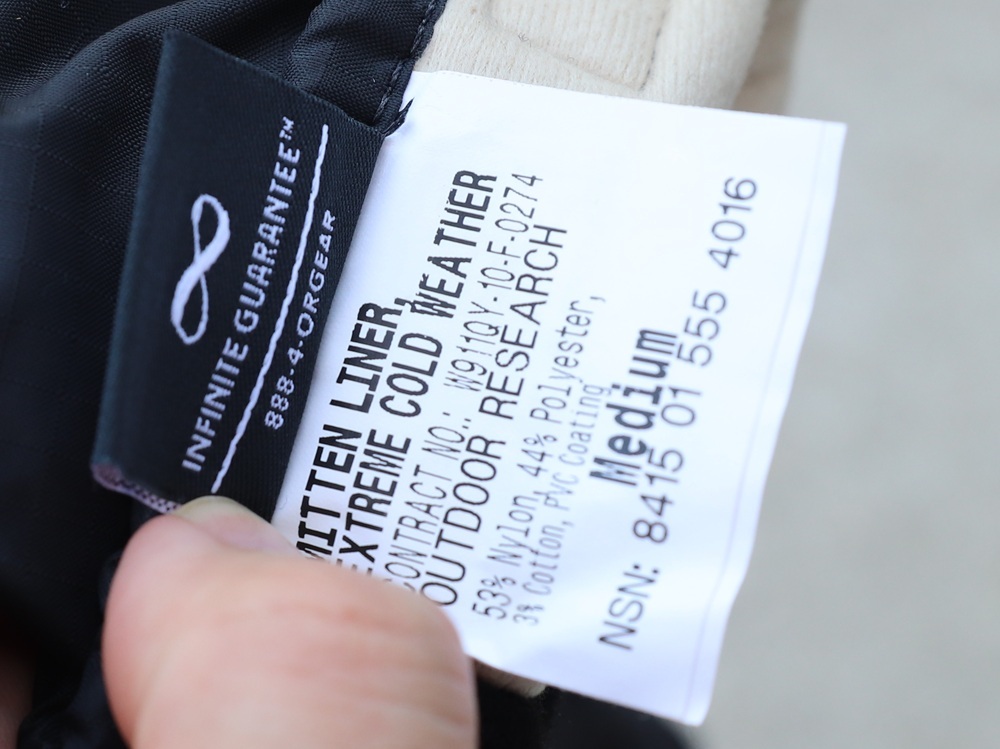 INFINITE GUARANTEE™
888.4.ORGEAR
MITTEN LINER,
EXTREME COLD WEATHER
CONTRACT NO.: W911QY-10-F-0274
OUTDOOR RESEARCH
53% Nylon, 44% Polyester,
3% Cotton, PVC Coating
Medium
NSN: 8415 01 555 4016